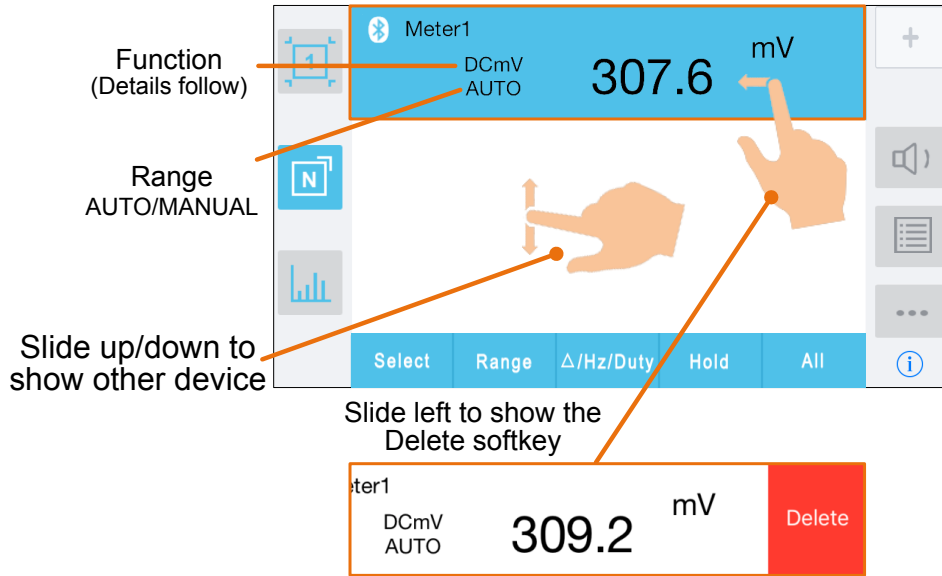 Function
(Details follow)
Range
AUTO/MANUAL
Slide up/down to
show other device
1
N
Meter1
DCmV
AUTO
307.6
mV
+
i
Select
Range
Δ/Hz/Duty
Hold
All
Slide left to show the
Delete softkey
eter1
DCmV
AUTO
309.2
mV
Delete